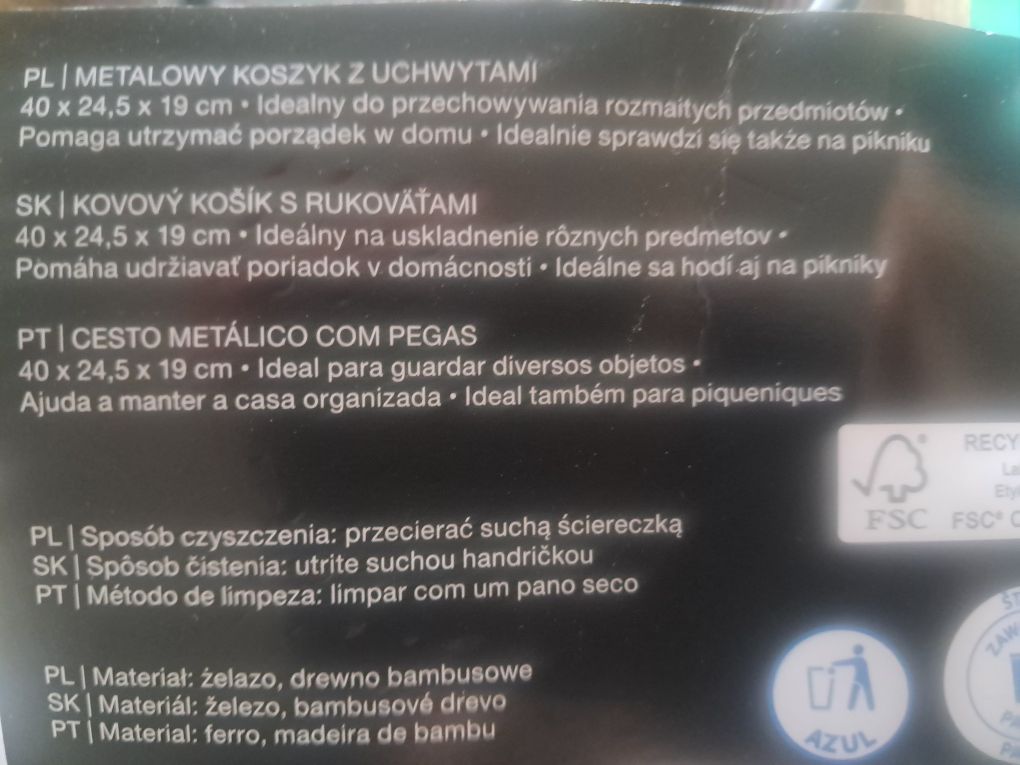 PL | METALOWY KOSZYK Z UCHWYTAMI
40 x 24,5 x 19 cm • Idealny do przechowywania rozmaitych przedmiotów •
Pomaga utrzymać porządek w domu • Idealnie sprawdzi się także na pikniku
SK | KOVOVÝ KOŠÍK S RUKOVÄŤAMI
40 x 24,5 x 19 cm • Ideálny na uskladnenie rôznych predmetov •
Pomáha udržiavať poriadok v domácnosti • Ideálne sa hodí aj na pikniky
PT | CESTO METÁLICO COM PEGAS
40 x 24,5 x 19 cm • Ideal para guardar diversos objetos •
Ajuda a manter a casa organizada • Ideal também para piqueniques
RECY
FSC® C
FSC
PL | Sposób czyszczenia: przecierać suchą ściereczką
SK | Spôsob čistenia: utrite suchou handričkou
PT | Método de limpeza: limpar com um pano seco
PL | Materiał: żelazo, drewno bambusowe
SK | Materiál: železo, bambusové drevo
PT | Material: ferro, madeira de bambu
AZUL